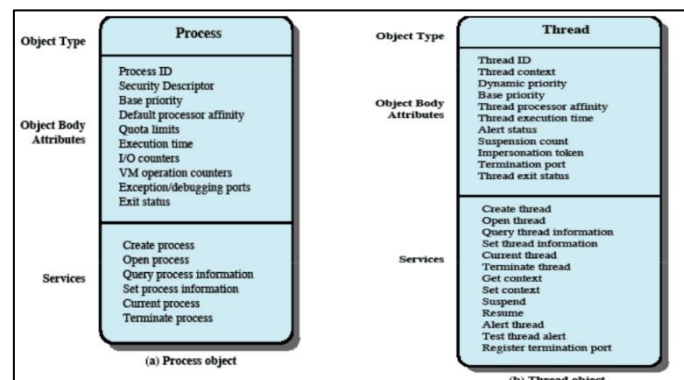 Object Type
Process
Object Body Attributes
Process ID
Security Descriptor
Base priority
Default processor affinity
Quota limits
Execution time
I/O counters
VM operation counters
Exception/debugging ports
Exit status
Services
Create process
Open process
Query process information
Set process information
Current process
Terminate process
(a) Process object
Object Type
Thread
Object Body
Attributes
Thread ID
Thread context
Dynamic priority
Base priority
Thread processor affinity
Thread execution time
Alert status
Suspension count
Impersonation token
Termination port
Thread exit status
Services
Create thread
Open thread
Query thread information
Set thread information
Current thread
Terminate thread
Get context
Set context
Suspend
Resume
Alert thread
Test thread alert
Register termination port
(b) Thread object